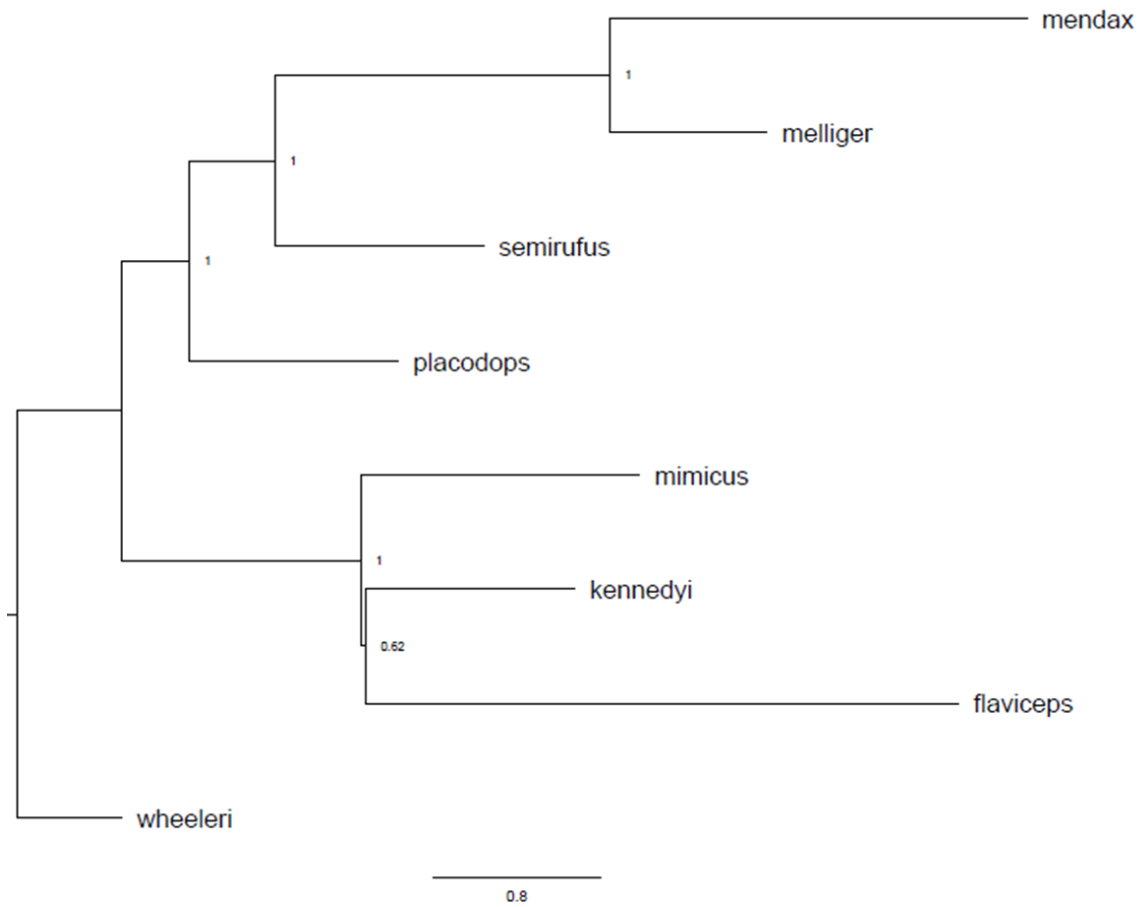 mendax
1
melliger
1
semirufus
1
placodops
mimicus
1
kennedyi
0.62
flaviceps
wheeleri
0.8